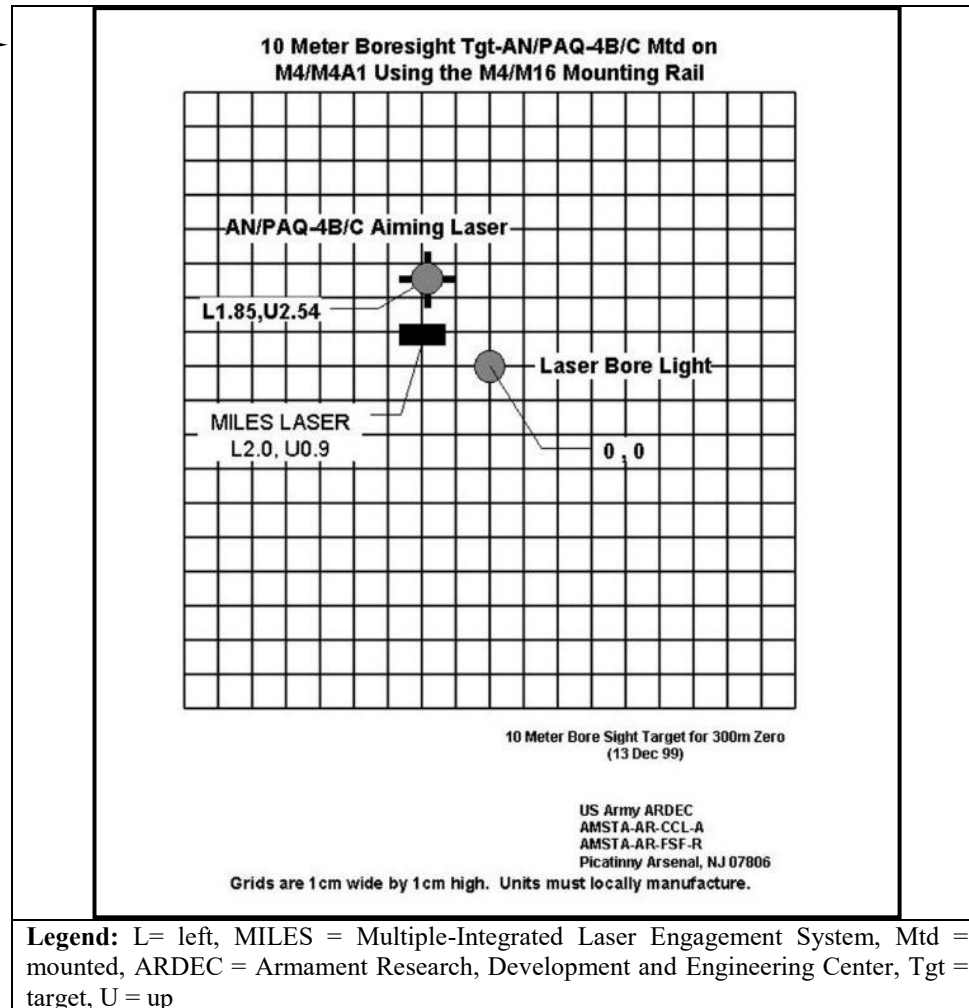 10 Meter Boresight Tgt-AN/PAQ-4B/C Mtd on
M4/M4A1 Using the M4/M16 Mounting Rail
AN/PAQ-4B/C Aiming Laser
L1.85,U2.54
Laser Bore Light
MILES LASER
L2.0, U0.9
0 , 0
10 Meter Bore Sight Target for 300m Zero
(13 Dec 99)
US Army ARDEC
AMSTA-AR-CCL-A
AMSTA-AR-FSF-R
Picatinny Arsenal, NJ 07806
Grids are 1cm wide by 1cm high. Units must locally manufacture.
Legend: L= left, MILES = Multiple-Integrated Laser Engagement System, Mtd =
mounted, ARDEC = Armament Research, Development and Engineering Center, Tgt =
target, U = up